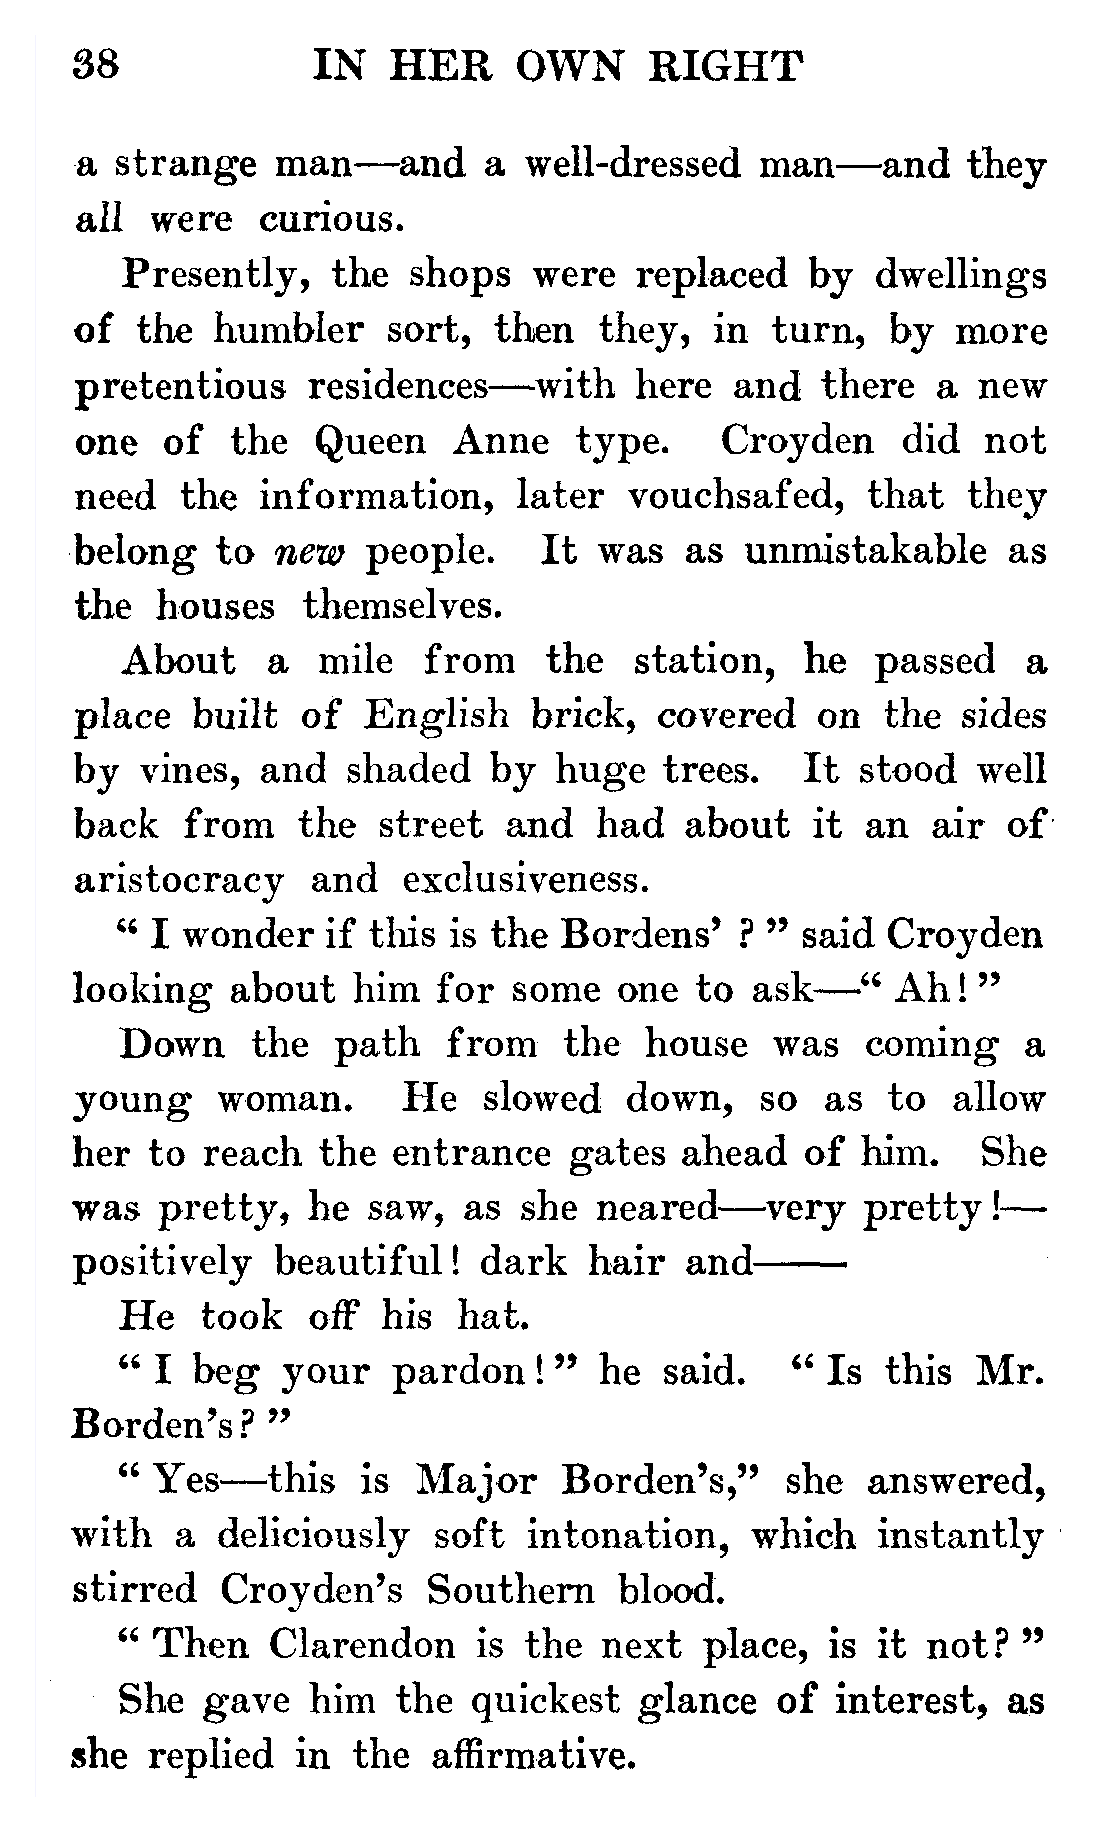 38 IN HER OWN RIGHT
a strange man—and a well-dressed man—and they
all were curious.
Presently, the shops were replaced by dwellings
of the humbler sort, then they, in turn, by more
pretentious residences—with here and there a new
one of the Queen Anne type. Croyden did not
need the information, later vouchsafed, that they
belong to new people. It was as unmistakable as
the houses themselves.
About a mile from the station, he passed a
place built of English brick, covered on the sides
by vines, and shaded by huge trees. It stood well
back from the street and had about it an air of
aristocracy and exclusiveness.
“ I wonder if this is the Bordens’ ? ” said Croyden
looking about him for some one to ask—“ Ah! ”
Down the path from the house was coming a
young woman. He slowed down, so as to allow
her to reach the entrance gates ahead of him. She
was pretty, he saw, as she neared—very pretty !—
positively beautiful! dark hair and——
He took off his hat.
“ I beg your pardon! ” he said. “ Is this Mr.
Borden’s? ”
“ Yes—this is Major Borden’s,” she answered,
with a deliciously soft intonation, which instantly
stirred Croyden’s Southern blood.
“ Then Clarendon is the next place, is it not? ”
She gave him the quickest glance of interest, as
she replied in the affirmative.